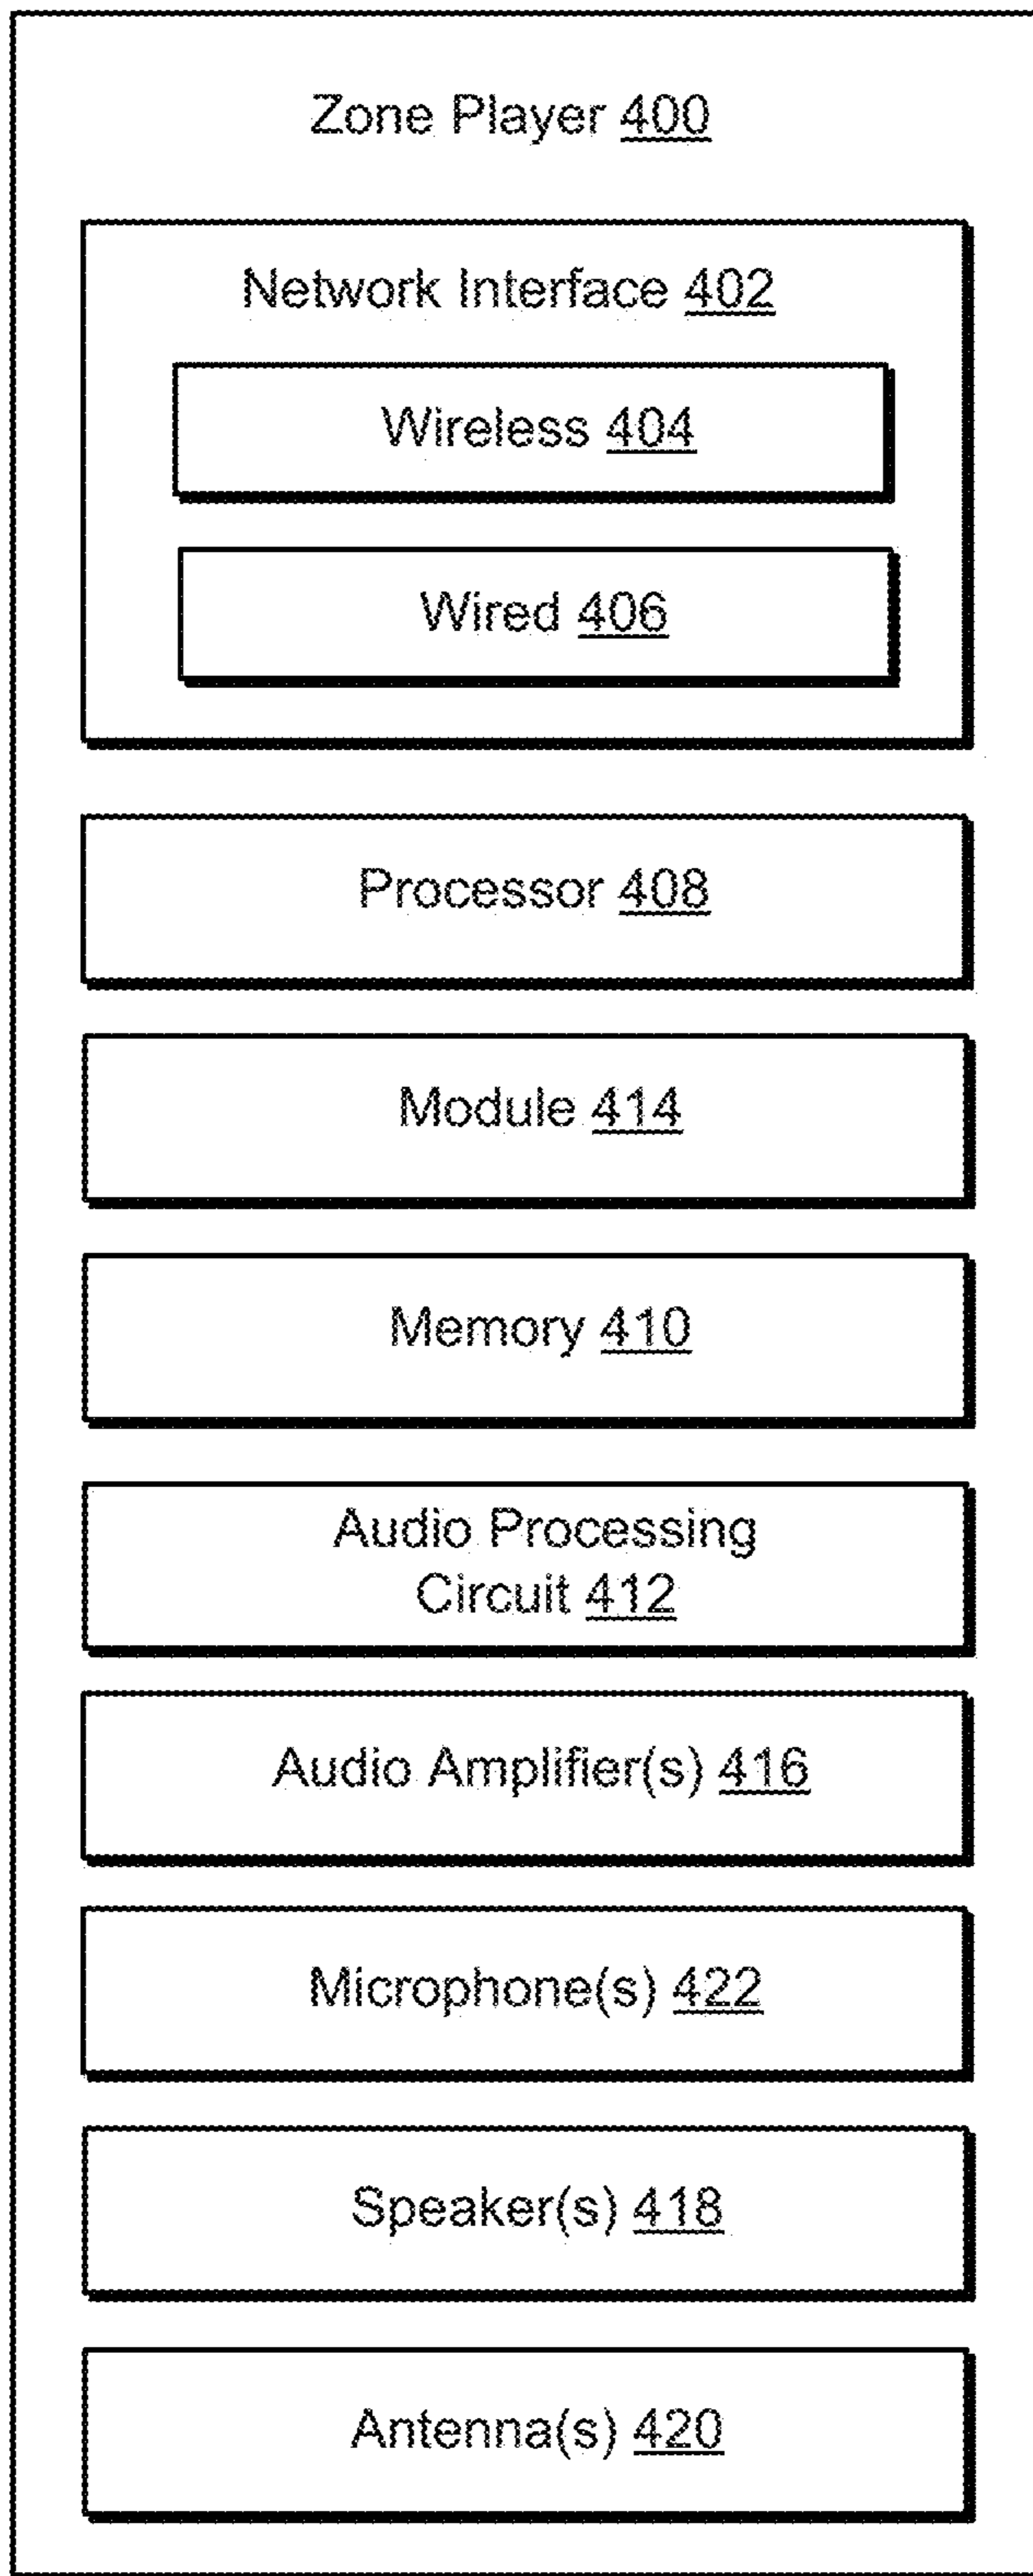 Zone Player 400
Network Interface 402
Wireless 404
Wired 406
Processor 408
Module 414
Memory 410
Audio Processing
Circuit 412
Audio Amplifier(s) 416
Microphone(s) 422
Speaker(s) 418
Antenna(s) 420